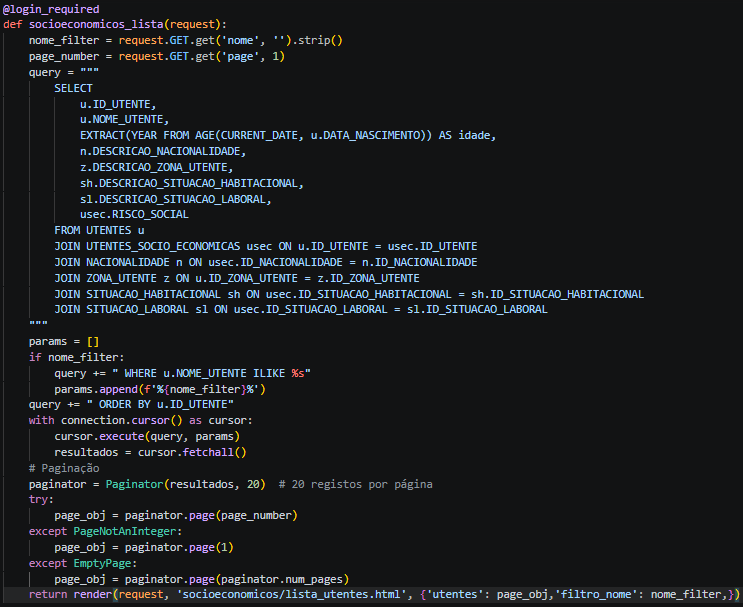 @login_required
def socioeconomicos_lista(request):
    nome_filter = request.GET.get('nome', '').strip()
    page_number = request.GET.get('page', 1)
    query = """
        SELECT
            u.ID_UTENTE,
            u.NOME_UTENTE,
            EXTRACT(YEAR FROM AGE(CURRENT_DATE, u.DATA_NASCIMENTO)) AS idade,
            n.DESCRICAO_NACIONALIDADE,
            z.DESCRICAO_ZONA_UTENTE,
            sh.DESCRICAO_SITUACAO_HABITACIONAL,
            sl.DESCRICAO_SITUACAO_LABORAL,
            usec.RISCO_SOCIAL
        FROM UTENTES u
        JOIN UTENTES_SOCIO_ECONOMICAS usec ON u.ID_UTENTE = usec.ID_UTENTE
        JOIN NACIONALIDADE n ON usec.ID_NACIONALIDADE = n.ID_NACIONALIDADE
        JOIN ZONA_UTENTE z ON u.ID_ZONA_UTENTE = z.ID_ZONA_UTENTE
        JOIN SITUACAO_HABITACIONAL sh ON usec.ID_SITUACAO_HABITACIONAL = sh.ID_SITUACAO_HABITACIONAL
        JOIN SITUACAO_LABORAL sl ON usec.ID_SITUACAO_LABORAL = sl.ID_SITUACAO_LABORAL
    """
    params = []
    if nome_filter:
        query += " WHERE u.NOME_UTENTE ILIKE %s"
        params.append(f'%{nome_filter}%')
    query += " ORDER BY u.ID_UTENTE"
    with connection.cursor() as cursor:
        cursor.execute(query, params)
        resultados = cursor.fetchall()
    # Paginação
    paginator = Paginator(resultados, 20)  # 20 registos por página
    try:
        page_obj = paginator.page(page_number)
    except PageNotAnInteger:
        page_obj = paginator.page(1)
    except EmptyPage:
        page_obj = paginator.page(paginator.num_pages)
    return render(request, 'socioeconomicos/lista_utentes.html', {'utentes': page_obj,'filtro_nome': nome_filter,})